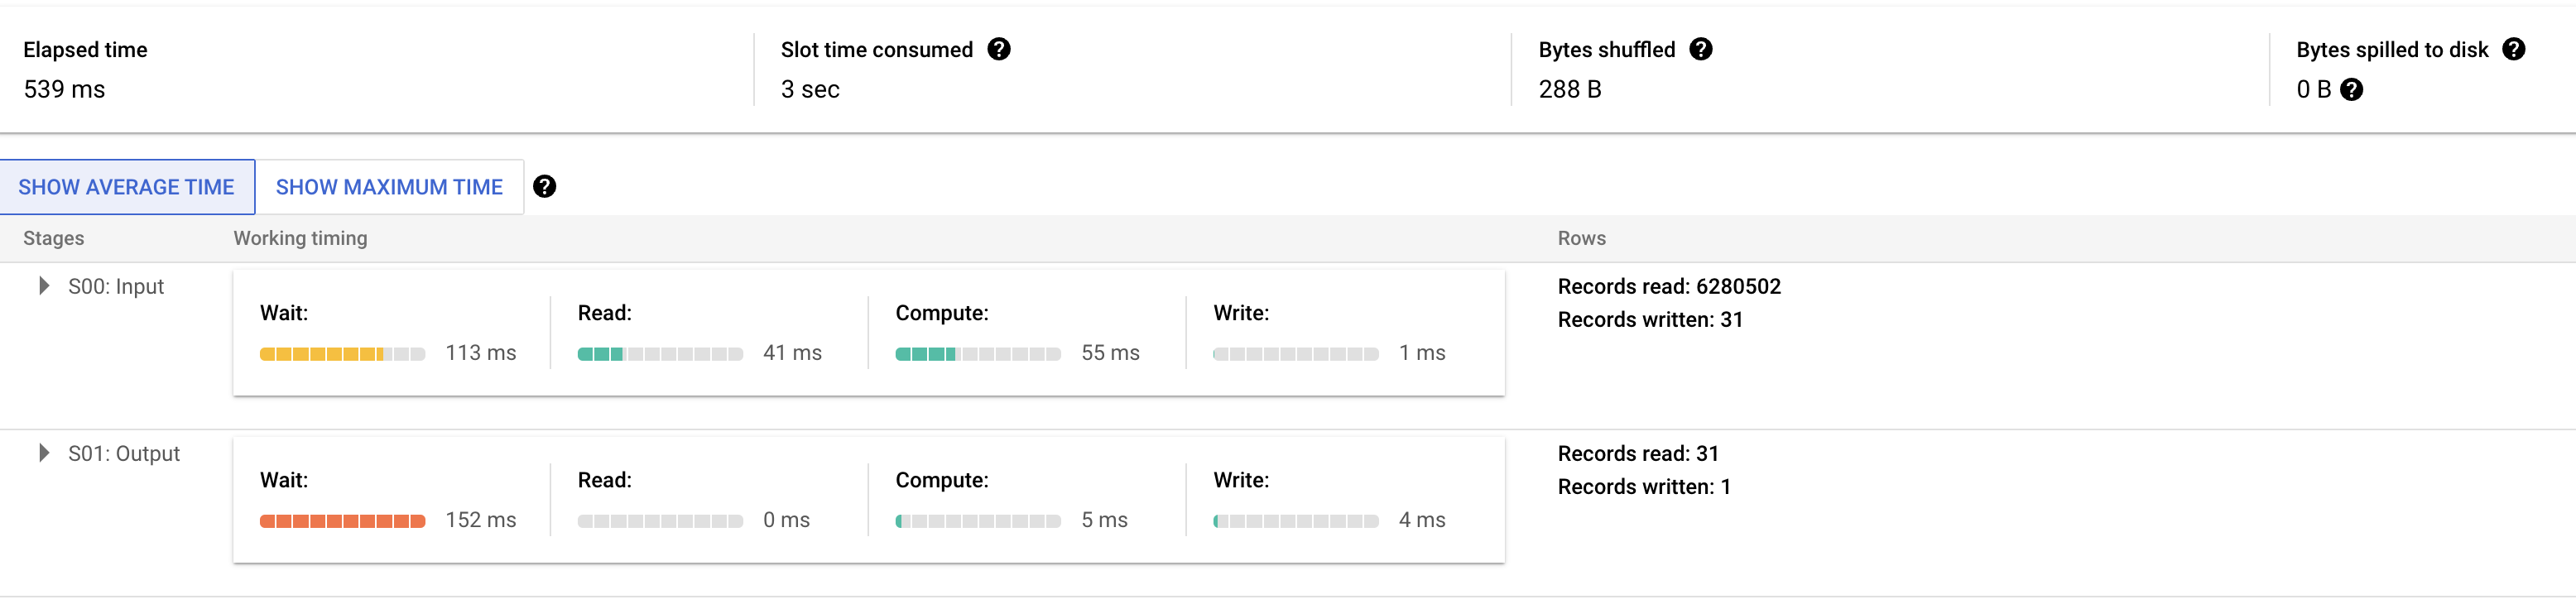 Elapsed time
539 ms
Slot time consumed
3 sec
Bytes shuffled
288 B
Bytes spilled to disk
0 B
SHOW AVERAGE TIME
SHOW MAXIMUM TIME
Stages
Working timing
Rows
S00: Input
Wait:
113 ms
Read:
41 ms
Compute:
55 ms
Write:
1 ms
Records read: 6280502
Records written: 31
S01: Output
Wait:
152 ms
Read:
0 ms
Compute:
5 ms
Write:
4 ms
Records read: 31
Records written: 1